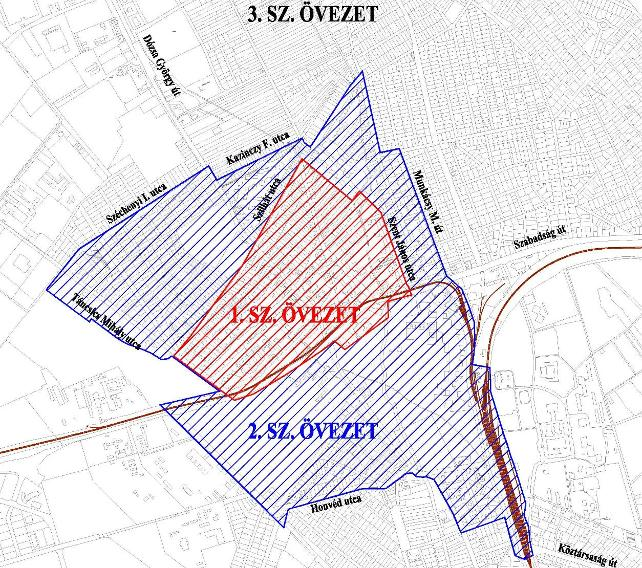 3. SZ. ÖVEZET
Dózsa György út
Kazinczy F. utca
Széchenyi I. utca
Szilkát utca
Munkácsy M. út
Szent János utca
Szabadság út
1. SZ. ÖVEZET
Táncsics Mihály utca
2. SZ. ÖVEZET
Honvéd utca
Köztársaság út